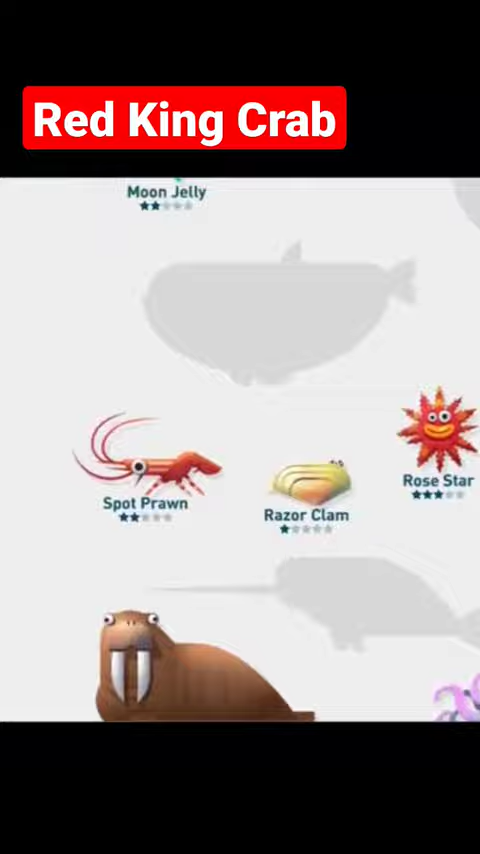 Red King Crab
Moon Jelly
Rose Star
Spot Prawn
Razor Clam